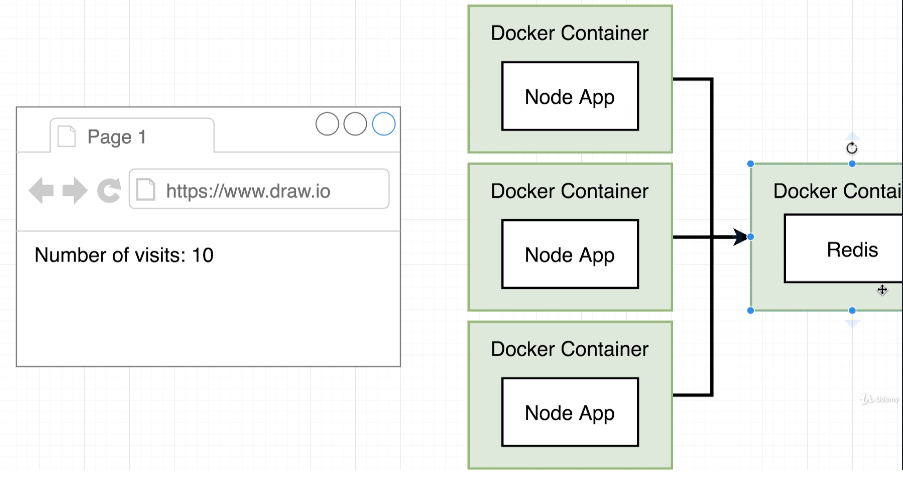 Page 1
https://www.draw.io
Number of visits: 10
Docker Container
Node App
Docker Container
Node App
Docker Container
Node App
Docker Contai
Redis
Udemy